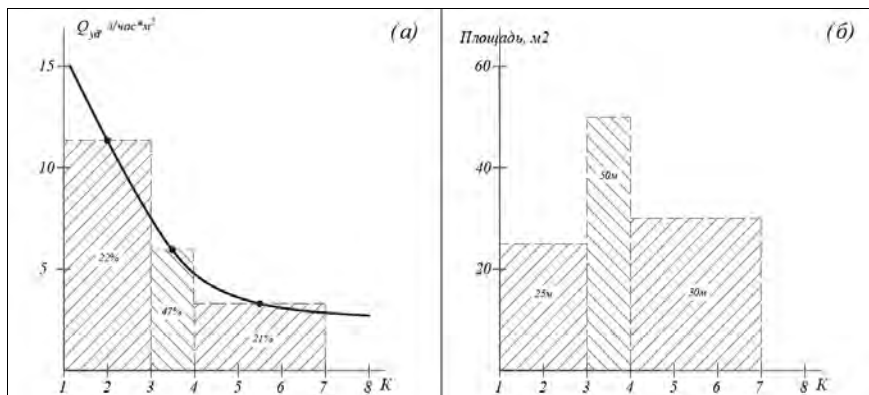 Q уд, л/час*м²
(а)
15
10
5
22%
47%
21%
1 2 3 4 5 6 7 8 К
Площадь, м2
(б)
60
40
20
50м
25м
30м
1 2 3 4 5 6 7 8 К